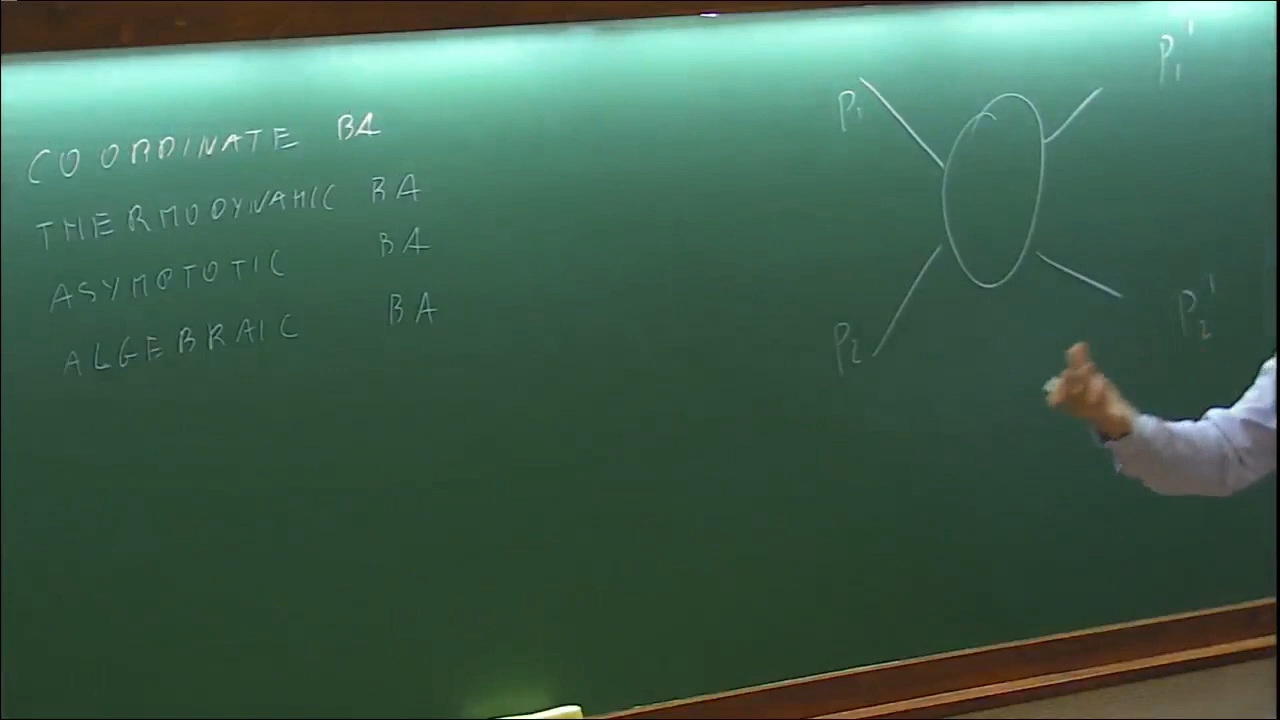 COORDINATE BA
THERMODYNAMIC BA
ASYMPTOTIC BA
ALGEBRAIC BA
P₁
P₁'
P₂
P₂'